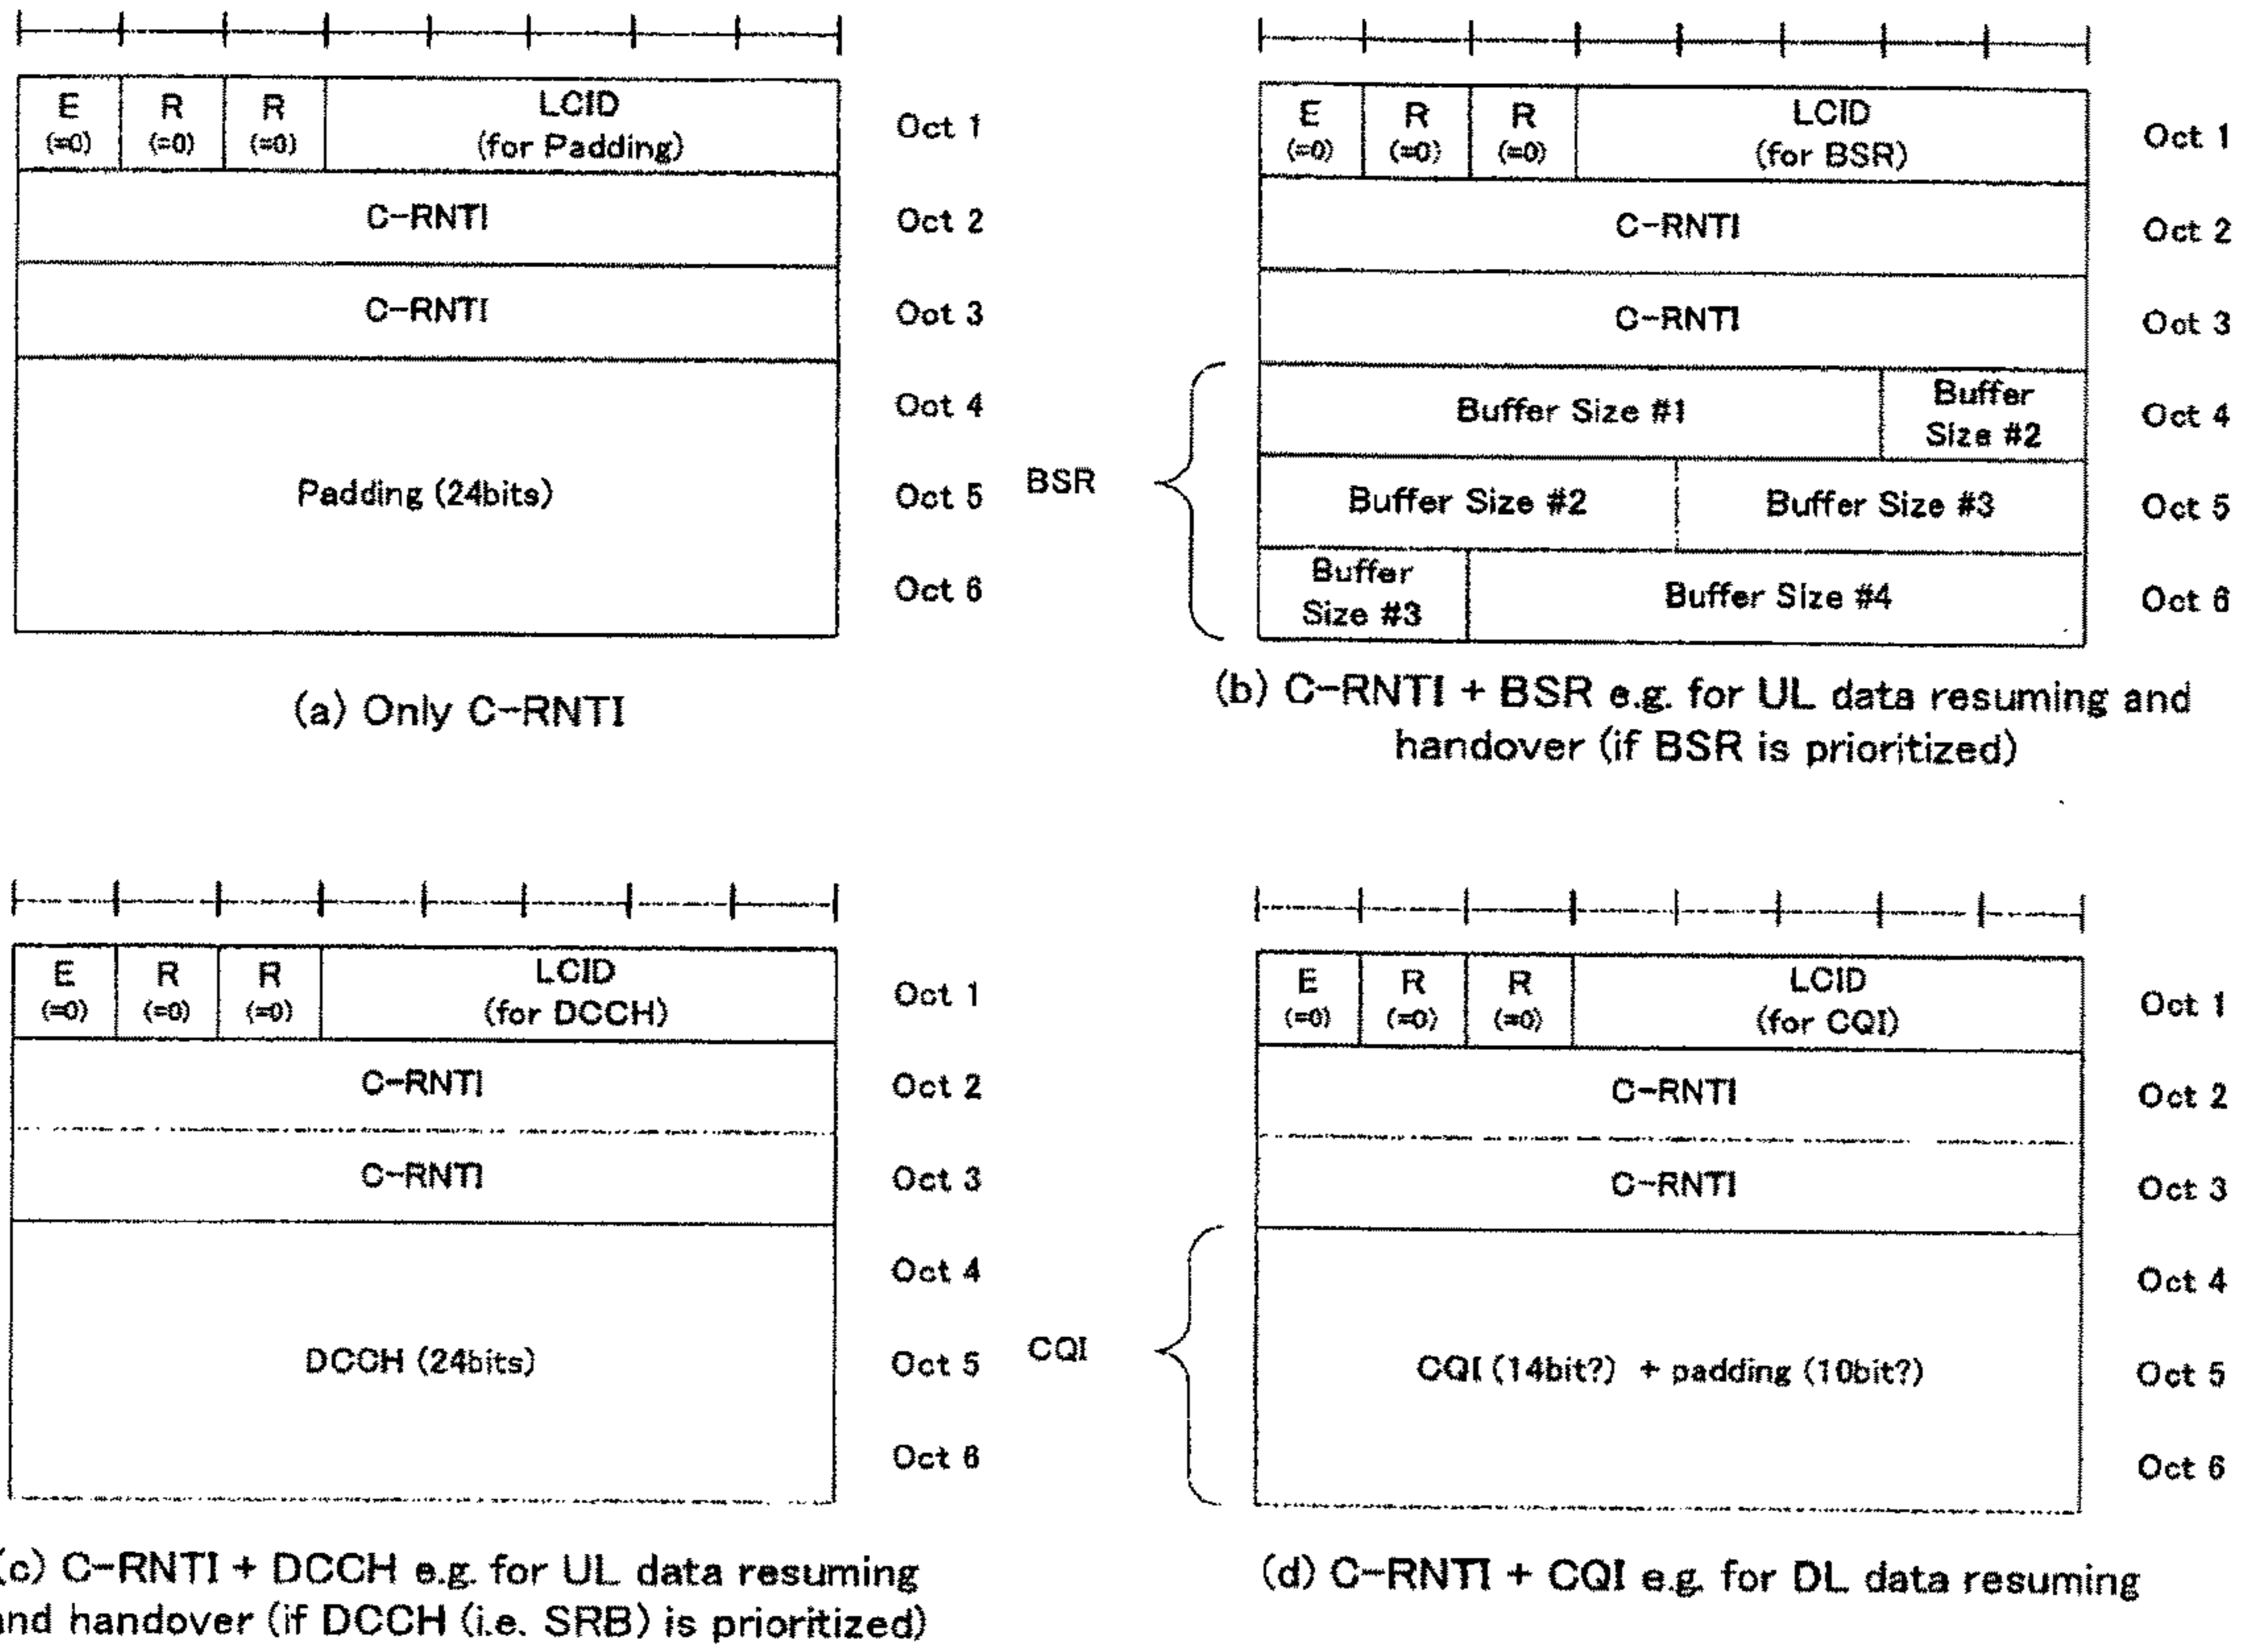 E
(=0)
R
(=0)
R
(=0)
LCID
(for Padding)
Oct 1
C-RNTI
Oct 2
C-RNTI
Oct 3
Oct 4
Padding (24bits)
Oct 5
Oct 6
(a) Only C-RNTI
E
(=0)
R
(=0)
R
(=0)
LCID
(for BSR)
Oct 1
C-RNTI
Oct 2
C-RNTI
Oct 3
Buffer Size #1
Buffer
Size #2
Oct 4
BSR
Buffer Size #2
Buffer Size #3
Oct 5
Buffer
Size #3
Buffer Size #4
Oct 6
(b) C-RNTI + BSR e.g. for UL data resuming and
handover (if BSR is prioritized)
E
(=0)
R
(=0)
R
(=0)
LCID
(for DCCH)
Oct 1
C-RNTI
Oct 2
C-RNTI
Oct 3
Oct 4
DCCH (24bits)
Oct 5
Oct 6
(c) C-RNTI + DCCH e.g. for UL data resuming
and handover (if DCCH (i.e. SRB) is prioritized)
E
(=0)
R
(=0)
R
(=0)
LCID
(for CQI)
Oct 1
C-RNTI
Oct 2
C-RNTI
Oct 3
Oct 4
CQI
CQI (14bit?) + padding (10bit?)
Oct 5
Oct 6
(d) C-RNTI + CQI e.g. for DL data resuming